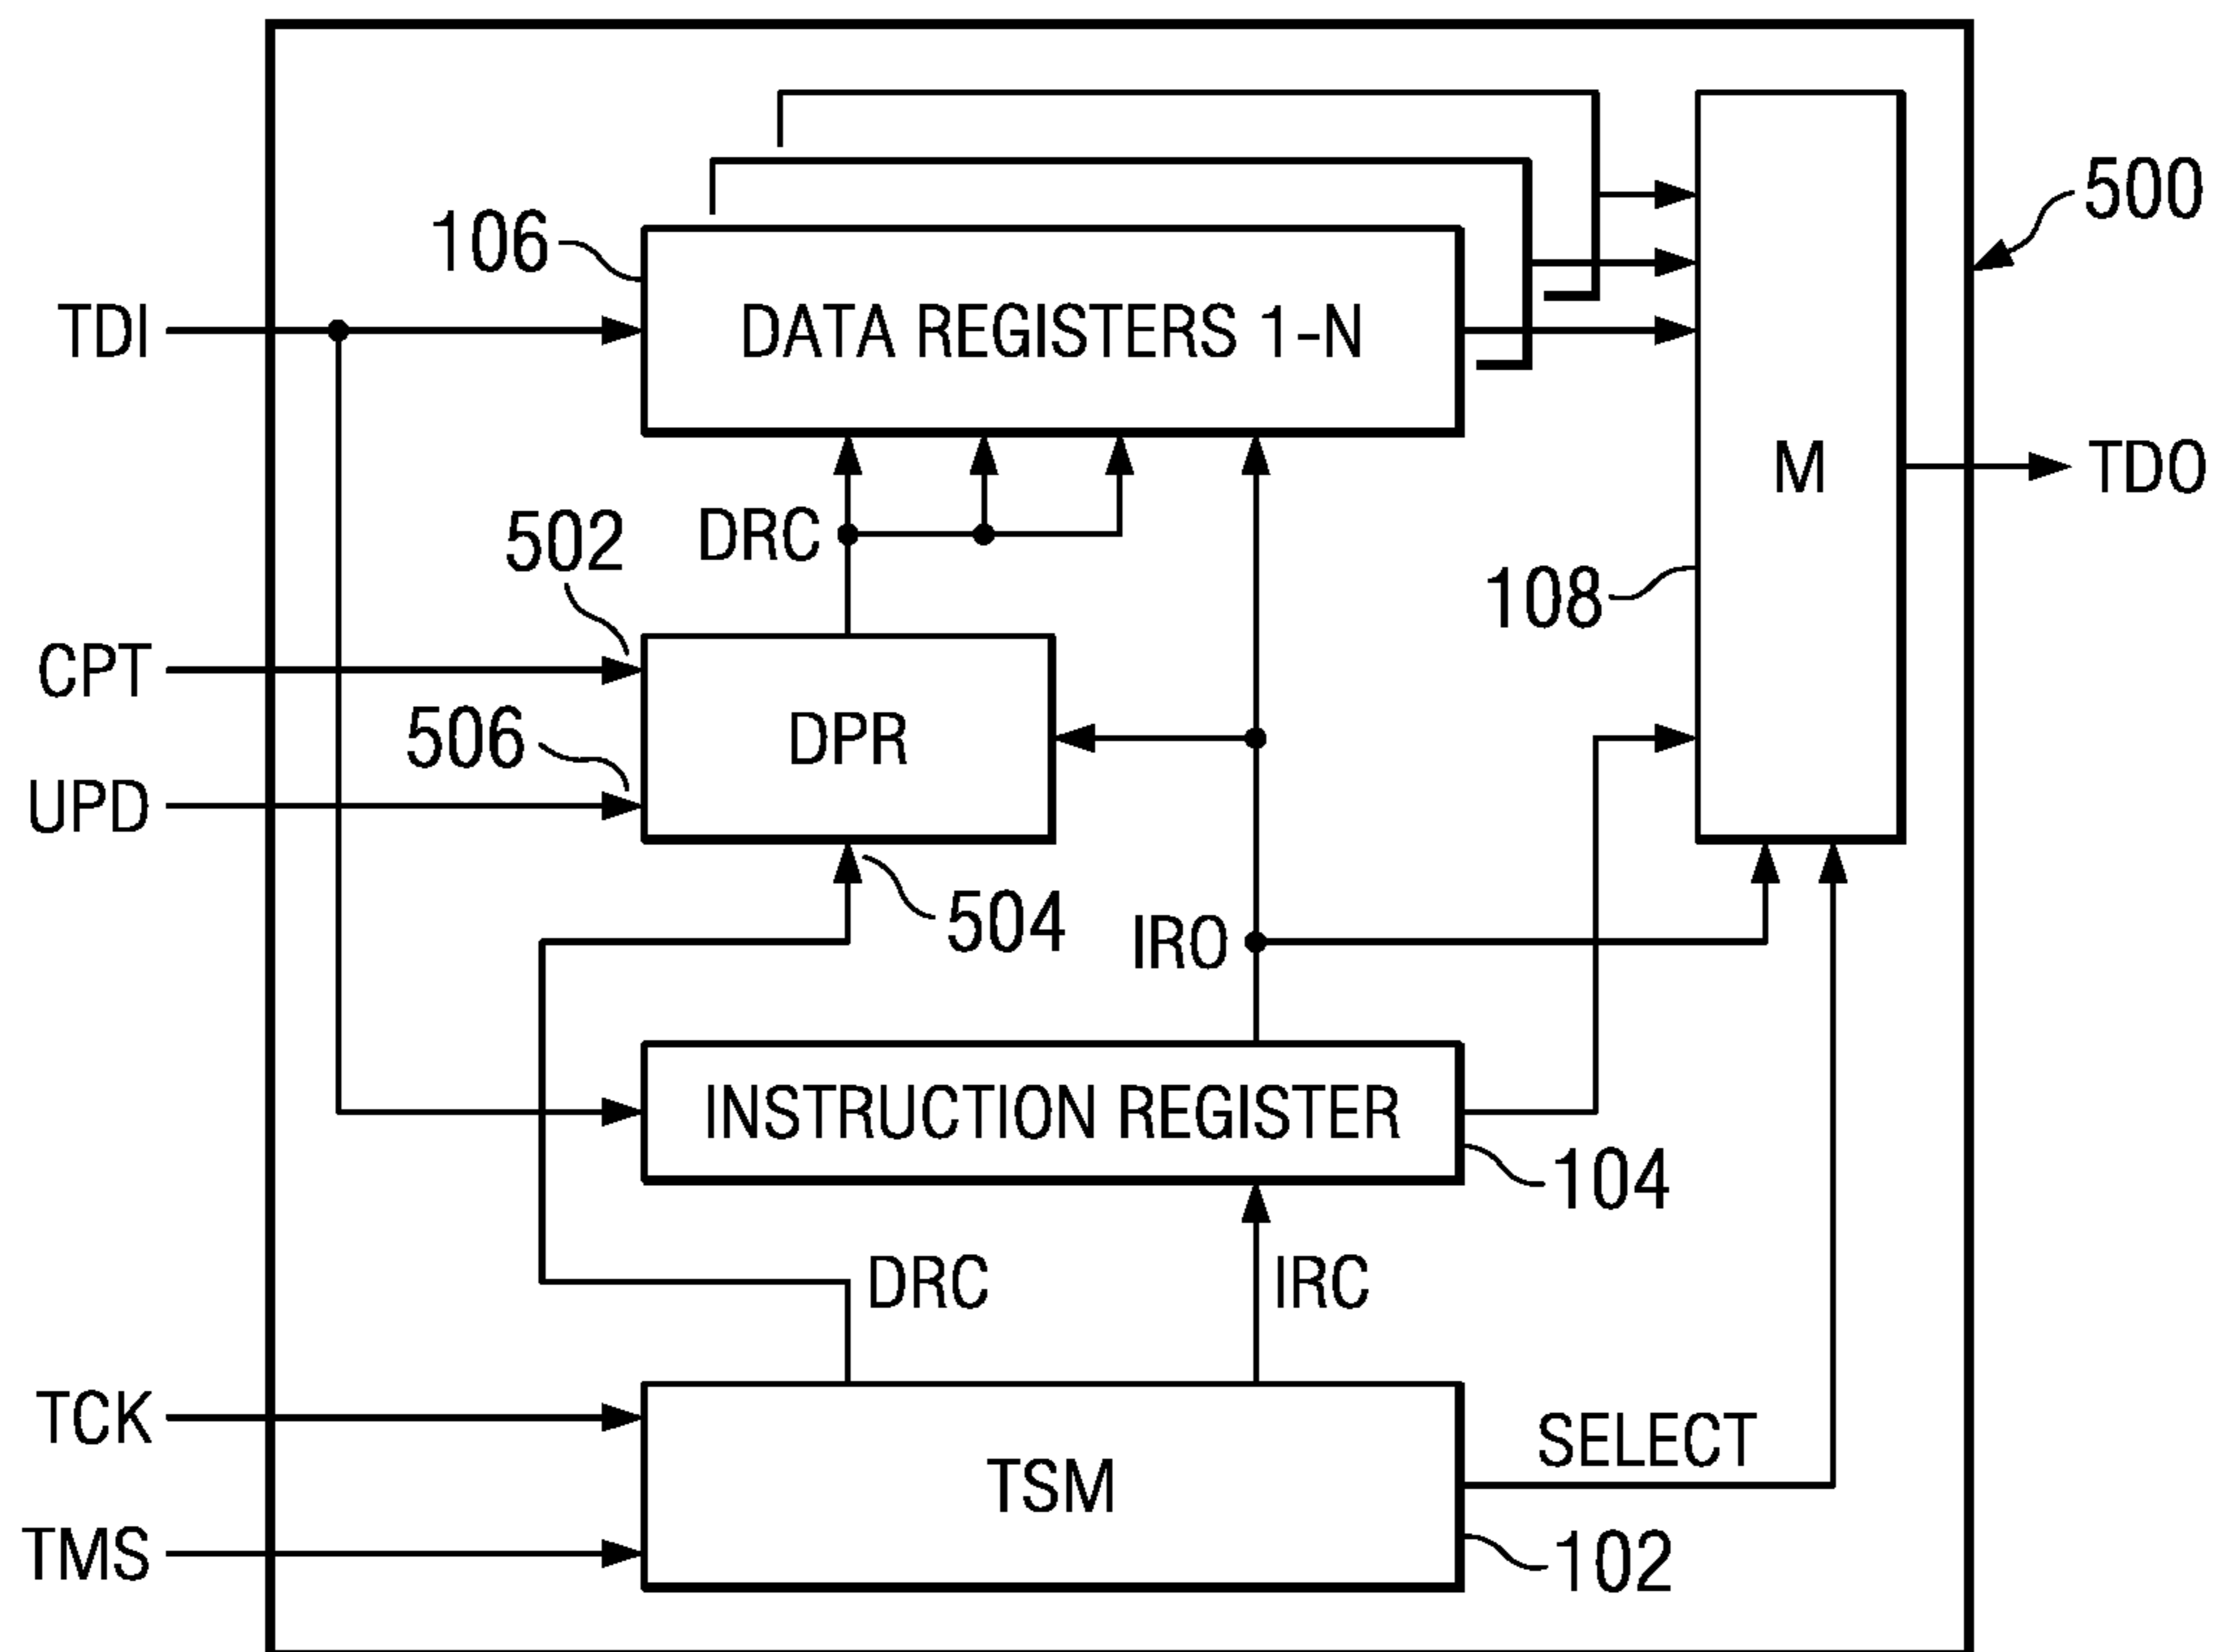 500
106
TDI
DATA REGISTERS 1-N
M
TDO
DRC
502
108
CPT
DPR
506
UPD
504
IRO
INSTRUCTION REGISTER
104
DRC
IRC
TCK
SELECT
TSM
TMS
102